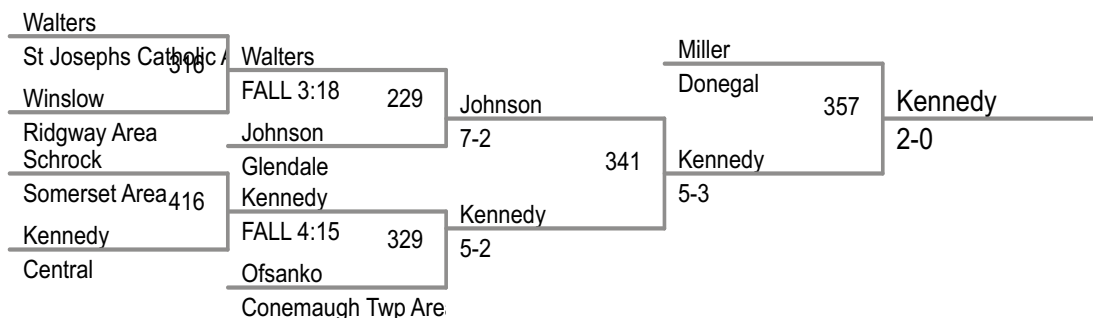 Walters
St Josephs Catholic A
316
Winslow
Ridgway Area
Schrock
Somerset Area
416
Kennedy
Central
Walters
FALL 3:18
229
Johnson
Glendale
Kennedy
FALL 4:15
329
Ofsanko
Conemaugh Twp Area
Johnson
7-2
341
Kennedy
5-2
Miller
Donegal
357
Kennedy
5-3
Kennedy
2-0